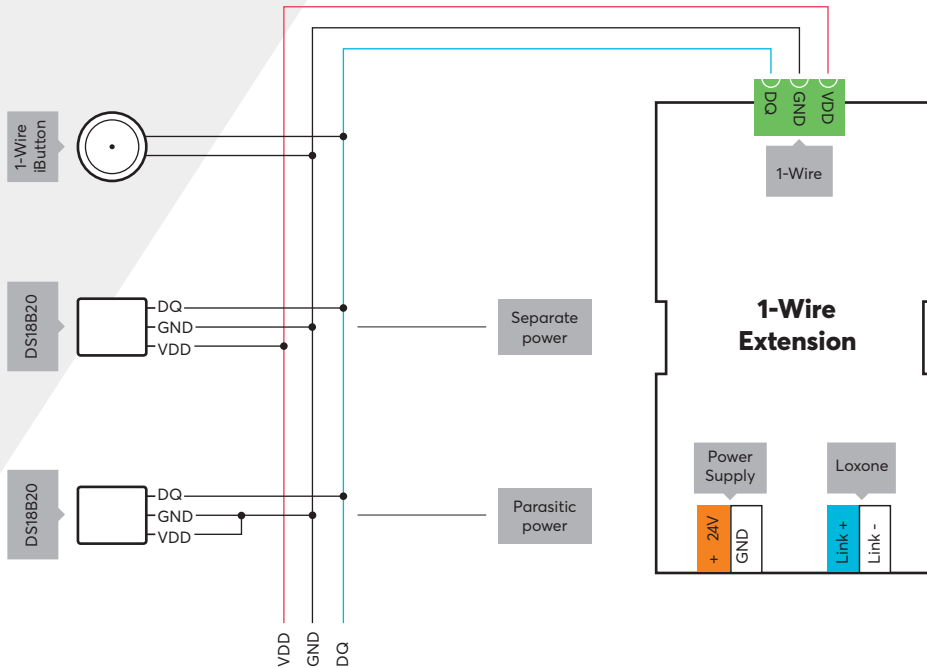 1-Wire
iButton
DS18B20
DQ
GND
VDD
DS18B20
DQ
GND
VDD
VDD
GND
DQ
Separate
power
Parasitic
power
DQ
GND
VDD
1-Wire
1-Wire
Extension
Power
Supply
Loxone
+ 24V
GND
Link +
Link -